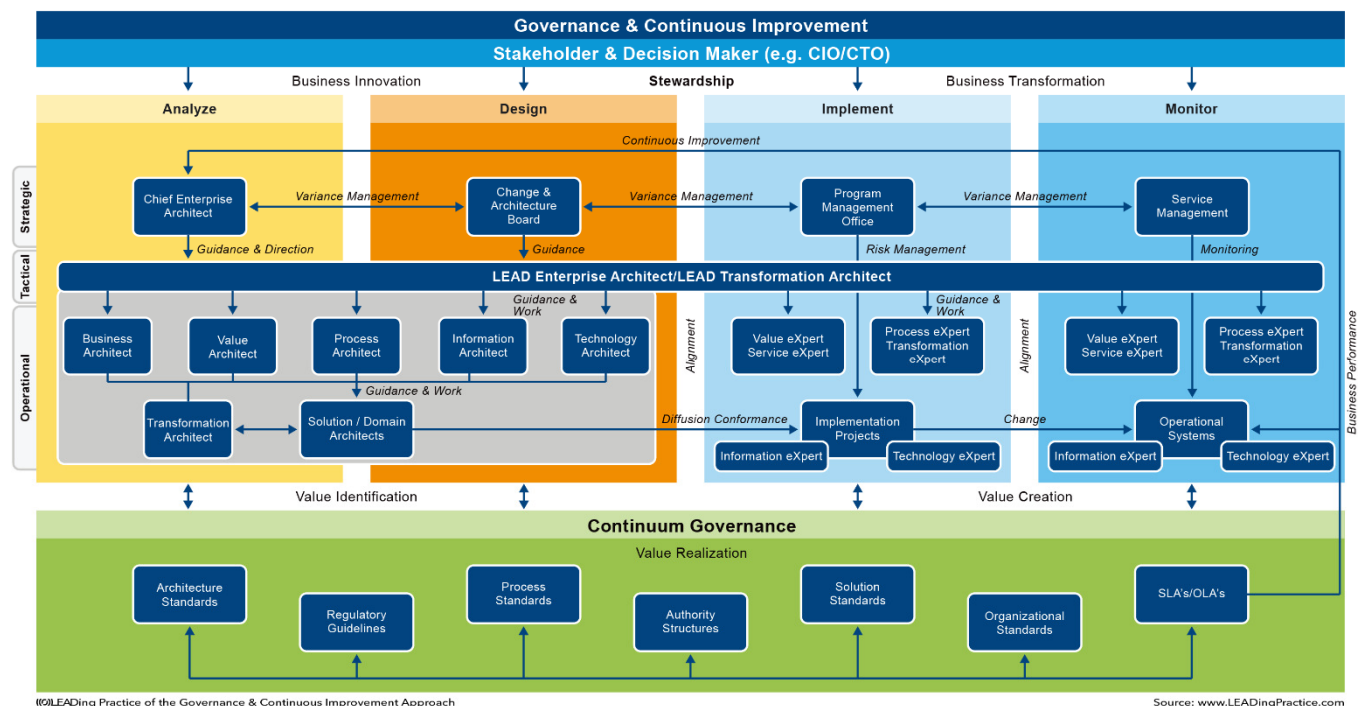 Governance & Continuous Improvement
Stakeholder & Decision Maker (e.g. CIO/CTO)
Business Innovation
Stewardship
Business Transformation
Analyze
Design
Implement
Monitor
Continuous Improvement
Strategic
Chief Enterprise
Architect
Variance Management
Change &
Architecture
Board
Variance Management
Program
Management
Office
Variance Management
Service
Management
Guidance & Direction
Guidance
Risk Management
Monitoring
Tactical
LEAD Enterprise Architect/LEAD Transformation Architect
Operational
Guidance &
Work
Guidance &
Work
Business
Architect
Value
Architect
Process
Architect
Information
Architect
Technology
Architect
Alignment
Value eXpert
Service eXpert
Process eXpert
Transformation
eXpert
Alignment
Value eXpert
Service eXpert
Process eXpert
Transformation
eXpert
Business Performance
Guidance & Work
Transformation
Architect
Solution / Domain
Architects
Diffusion Conformance
Implementation
Projects
Change
Operational
Systems
Information eXpert
Technology eXpert
Information eXpert
Technology eXpert
Value Identification
Value Creation
Continuum Governance
Value Realization
Architecture
Standards
Regulatory
Guidelines
Process
Standards
Authority
Structures
Solution
Standards
Organizational
Standards
SLA's/OLA's
((©)LEADing Practice of the Governance & Continuous Improvement Approach
Source: www.LEADingPractice.com